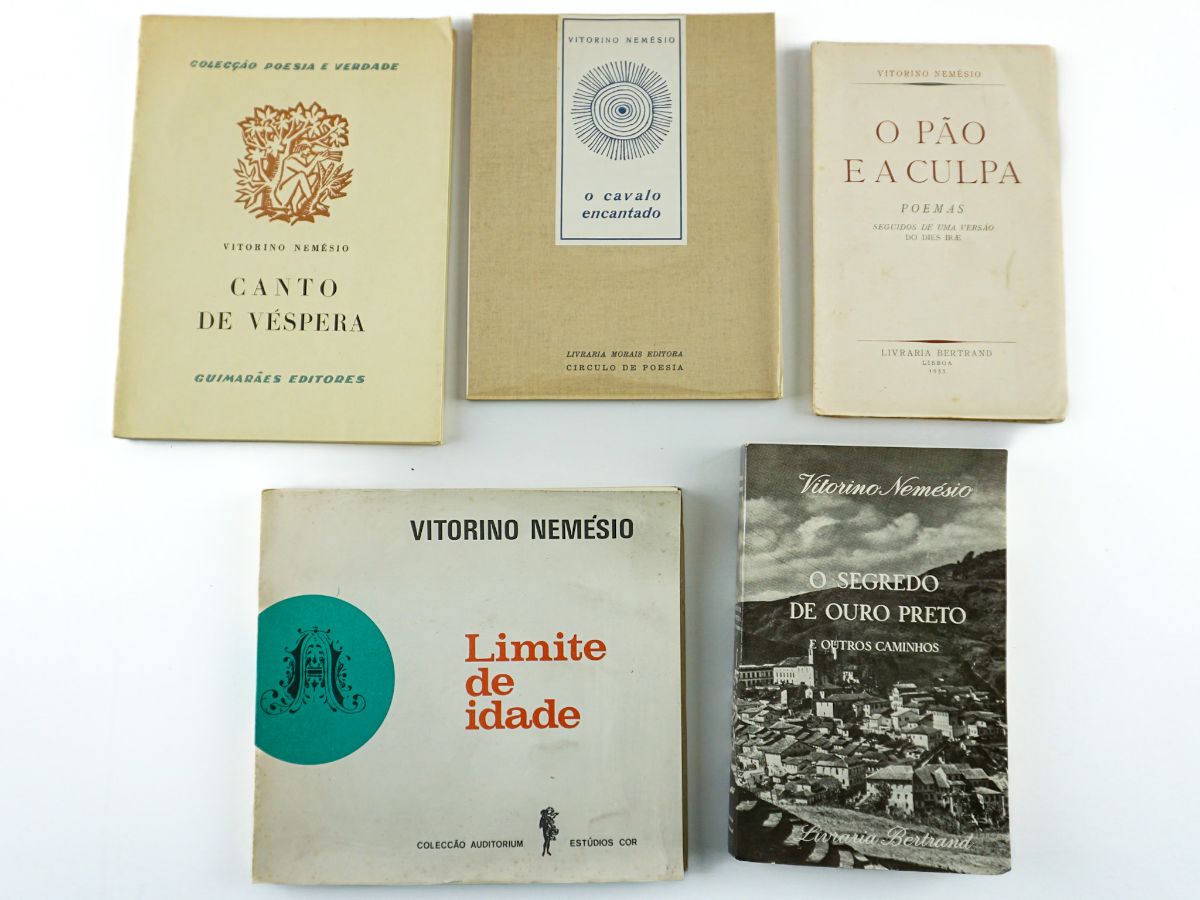 COLECÇÃO POESIA E VERDADE
VITORINO NEMÉSIO
CANTO
DE VÉSPERA
GUIMARÃES EDITORES
VITORINO NEMÉSIO
o cavalo
encantado
LIVRARIA MORAIS EDITORA
CIRCULO DE POESIA
VITORINO NEMÉSIO
O PÃO
E A CULPA
POEMAS
SEGUIDOS DE UMA VERSÃO
DO DIES IRÆ
LIVRARIA BERTRAND
LISBOA
1955
VITORINO NEMÉSIO
A
Limite
de
idade
COLECÇÃO AUDITORIUM
ESTÚDIOS COR
Vitorino Nemésio
O SEGREDO
DE OURO PRETO
E OUTROS CAMINHOS
Livraria Bertrand